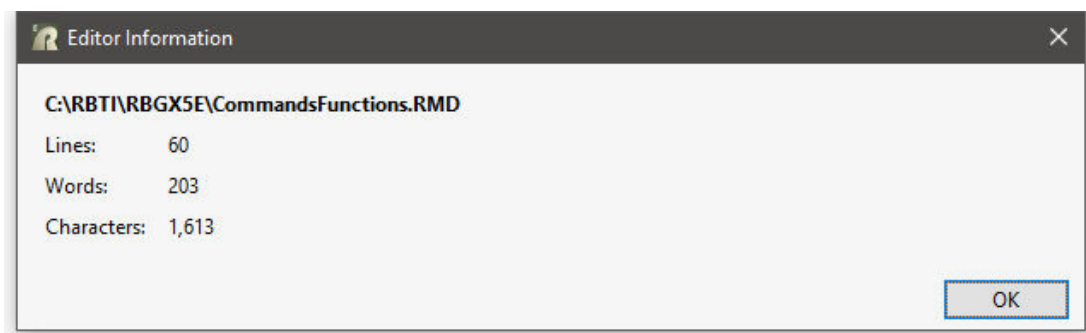 Editor Information
C:\RBTI\RBGX5E\CommandsFunctions.RMD
Lines: 60
Words: 203
Characters: 1,613
OK